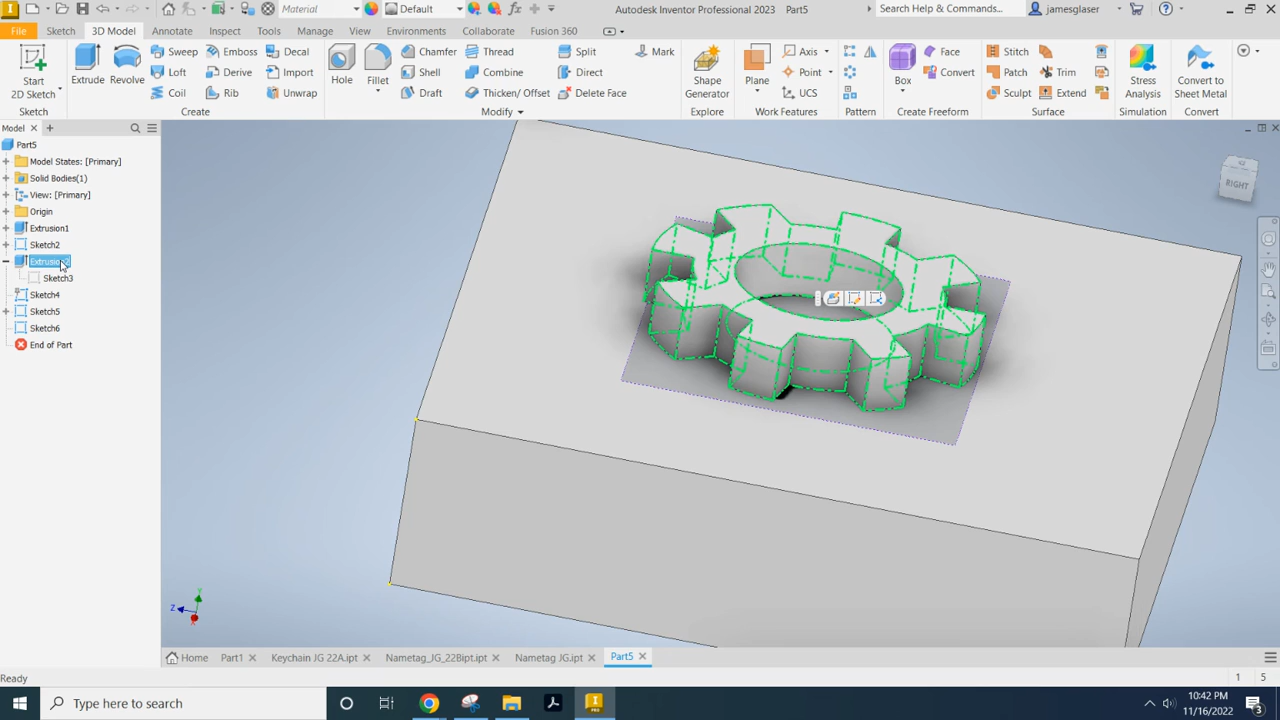 Material
Default
Autodesk Inventor Professional 2023 Part5
Search Help & Commands...
jamesglaser
File Sketch 3D Model Annotate Inspect Tools Manage View Environments Collaborate Fusion 360
Start
2D Sketch
Sketch
Extrude
Revolve
Sweep
Loft
Coil
Emboss
Derive
Rib
Decal
Import
Unwrap
Create
Hole
Fillet
Chamfer
Shell
Draft
Thread
Combine
Thicken/ Offset
Split
Direct
Delete Face
Mark
Modify
Shape
Generator
Explore
Plane
Axis
Point
UCS
Work Features
Pattern
Box
Face
Convert
Create Freeform
Stitch
Patch
Sculpt
Trim
Extend
Surface
Stress
Analysis
Simulation
Convert to
Sheet Metal
Convert
Model
Part5
Model States: [Primary]
Solid Bodies(1)
View: [Primary]
Origin
Extrusion1
Sketch2
Extrusion2
Sketch3
Sketch4
Sketch5
Sketch6
End of Part
RIGHT
Y
Z
X
Home Part1 Keychain JG 22A.ipt Nametag_JG_22Bipt.ipt Nametag JG.ipt Part5
Ready
1 5
Type here to search
10:42 PM
11/16/2022
3